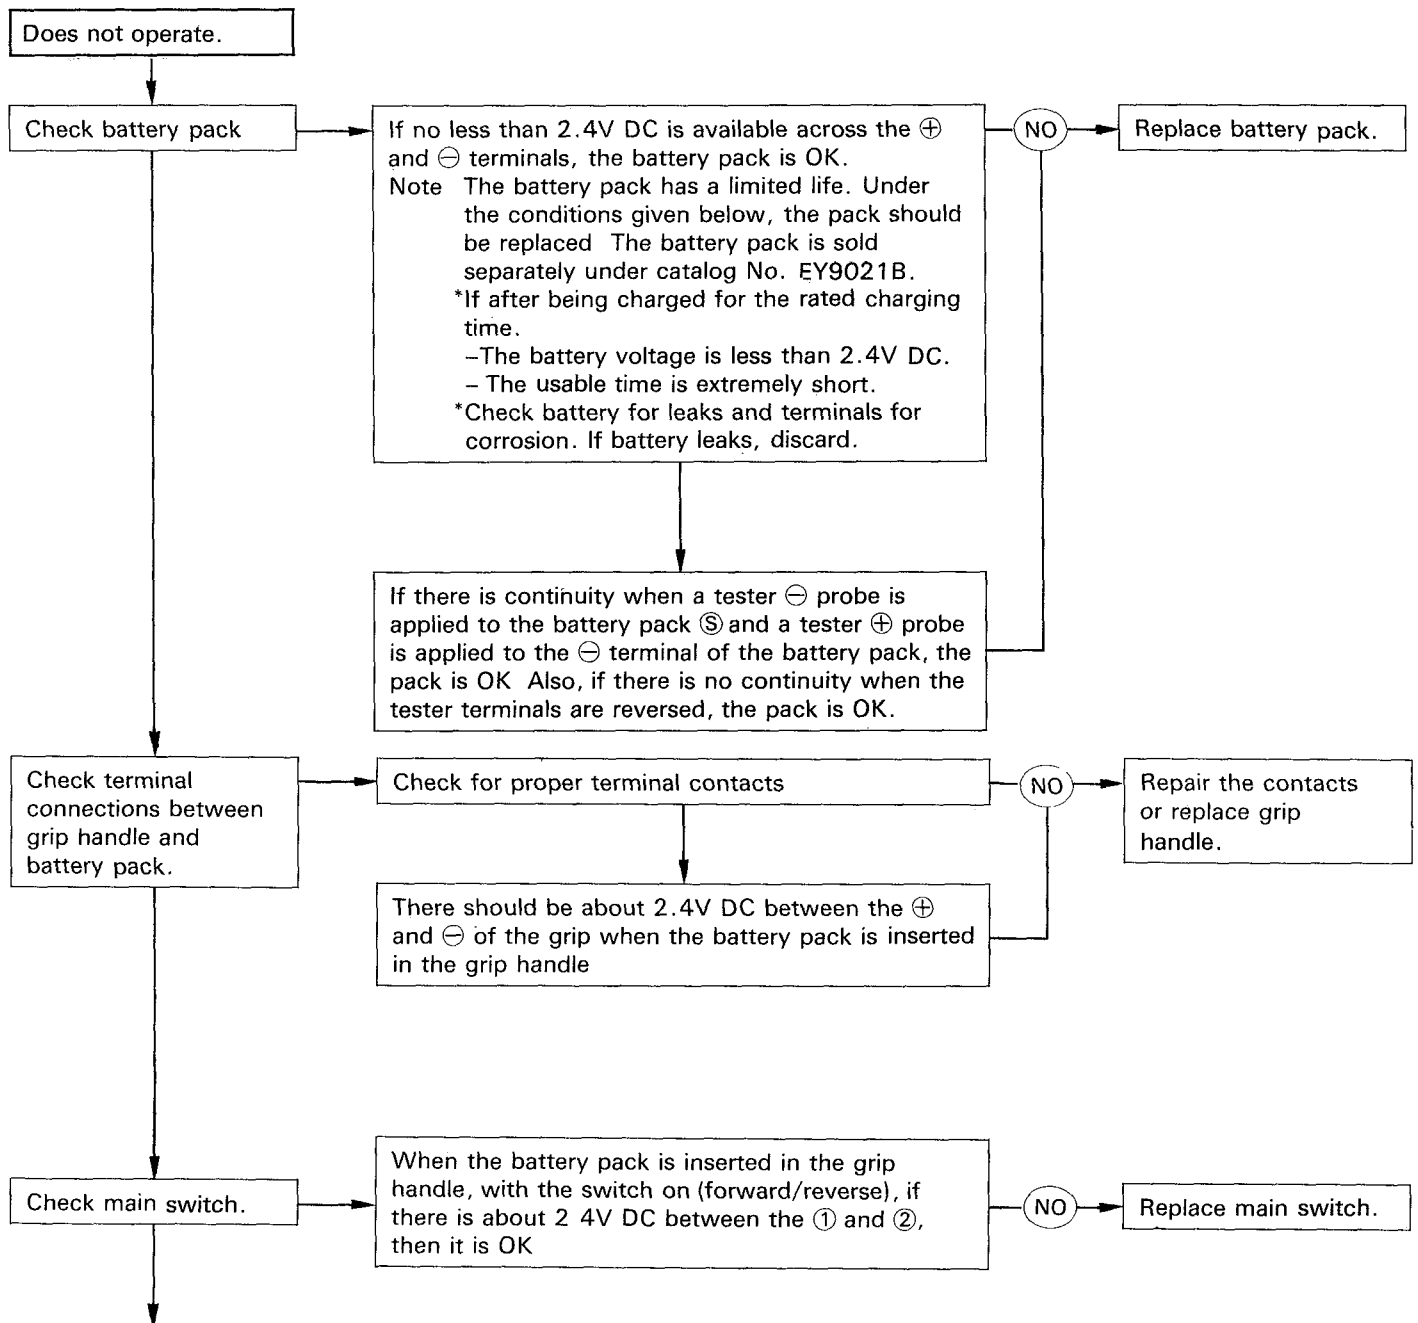 Does not operate.
Check battery pack
If no less than 2.4V DC is available across the ⊕
and ⊖ terminals, the battery pack is OK.
Note The battery pack has a limited life. Under
the conditions given below, the pack should
be replaced The battery pack is sold
separately under catalog No. EY9021B.
*If after being charged for the rated charging
time.
–The battery voltage is less than 2.4V DC.
– The usable time is extremely short.
*Check battery for leaks and terminals for
corrosion. If battery leaks, discard.
NO
Replace battery pack.
If there is continuity when a tester ⊖ probe is
applied to the battery pack Ⓢ and a tester ⊕ probe
is applied to the ⊖ terminal of the battery pack, the
pack is OK Also, if there is no continuity when the
tester terminals are reversed, the pack is OK.
Check terminal
connections between
grip handle and
battery pack.
Check for proper terminal contacts
NO
Repair the contacts
or replace grip
handle.
There should be about 2.4V DC between the ⊕
and ⊖ of the grip when the battery pack is inserted
in the grip handle
Check main switch.
When the battery pack is inserted in the grip
handle, with the switch on (forward/reverse), if
there is about 2 4V DC between the ① and ②,
then it is OK
NO
Replace main switch.